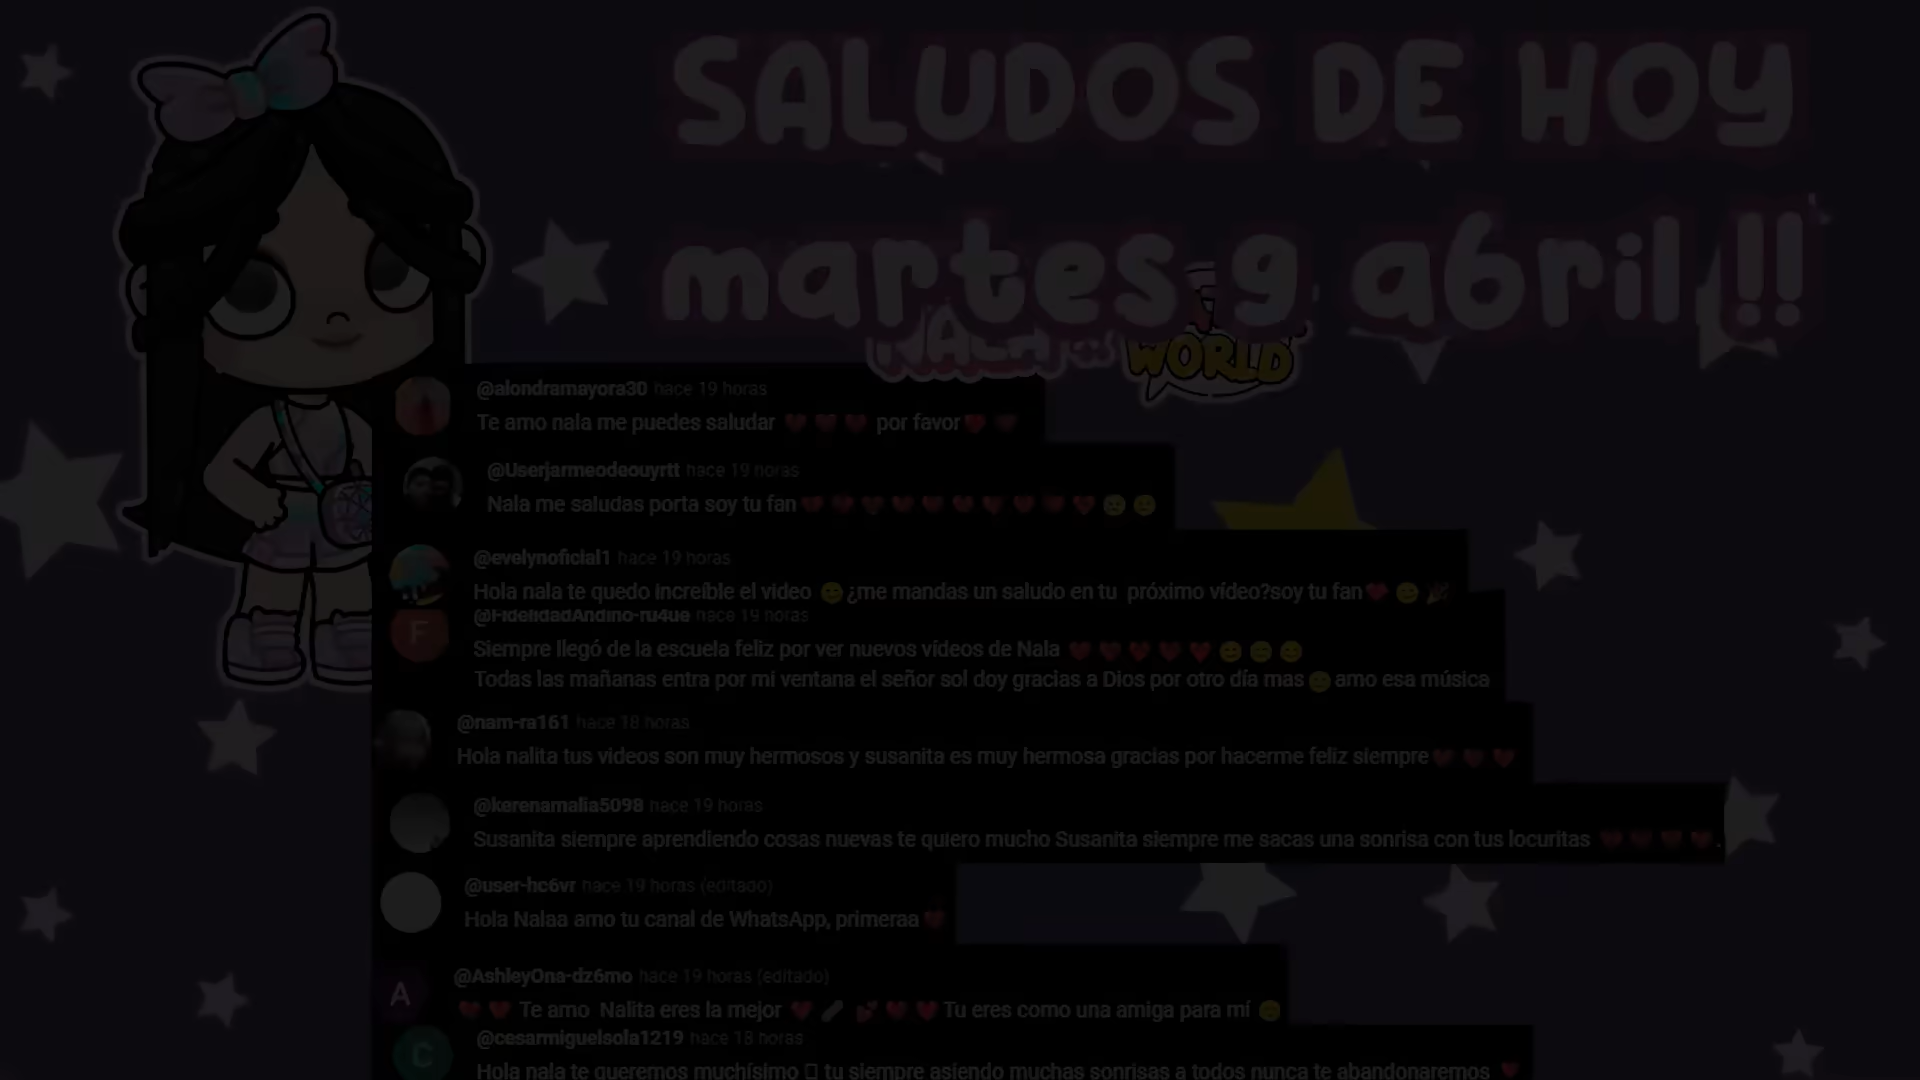 SALUDOS DE HOY
martes 9 abril !!
NALA
WORLD
@alondramayora30 hace 19 horas
Te amo nala me puedes saludar ❤️ ❤️ ❤️ por favor❤️ ❤️
@Userjarmeodeouyrtt hace 19 horas
Nala me saludas porta soy tu fan
@evelynoficial1 hace 19 horas
Hola nala te quedo increíble el video 😊¿me mandas un saludo en tu próximo vídeo?soy tu fan❤️ 😊 🎉
@FidelidadAndino-ru4ue hace 19 horas
F
Siempre llegó de la escuela feliz por ver nuevos vídeos de Nala
Todas las mañanas entra por mi ventana el señor sol doy gracias a Dios por otro día mas 😊 amo esa música
@nam-ra161 hace 18 horas
Hola nalita tus videos son muy hermosos y susanita es muy hermosa gracias por hacerme feliz siempre❤️ ❤️ ❤️
@kerenamalia5098 hace 19 horas
Susanita siempre aprendiendo cosas nuevas te quiero mucho Susanita siempre me sacas una sonrisa con tus locuritas ❤️ ❤️ ❤️ ❤️ .
@user-hc6vr hace 19 horas (editado)
Hola Nalaa amo tu canal de WhatsApp, primeraa ❤️
@AshleyOna-dz6mo hace 19 horas (editado)
A
Te amo Nalita eres la mejor Tu eres como una amiga para mí
@cesarmiguelsola1219 hace 18 horas
C
Hola nala te queremos muchísimo tu siempre asiendo muchas sonrisas a todos nunca te abandonaremos ❤️